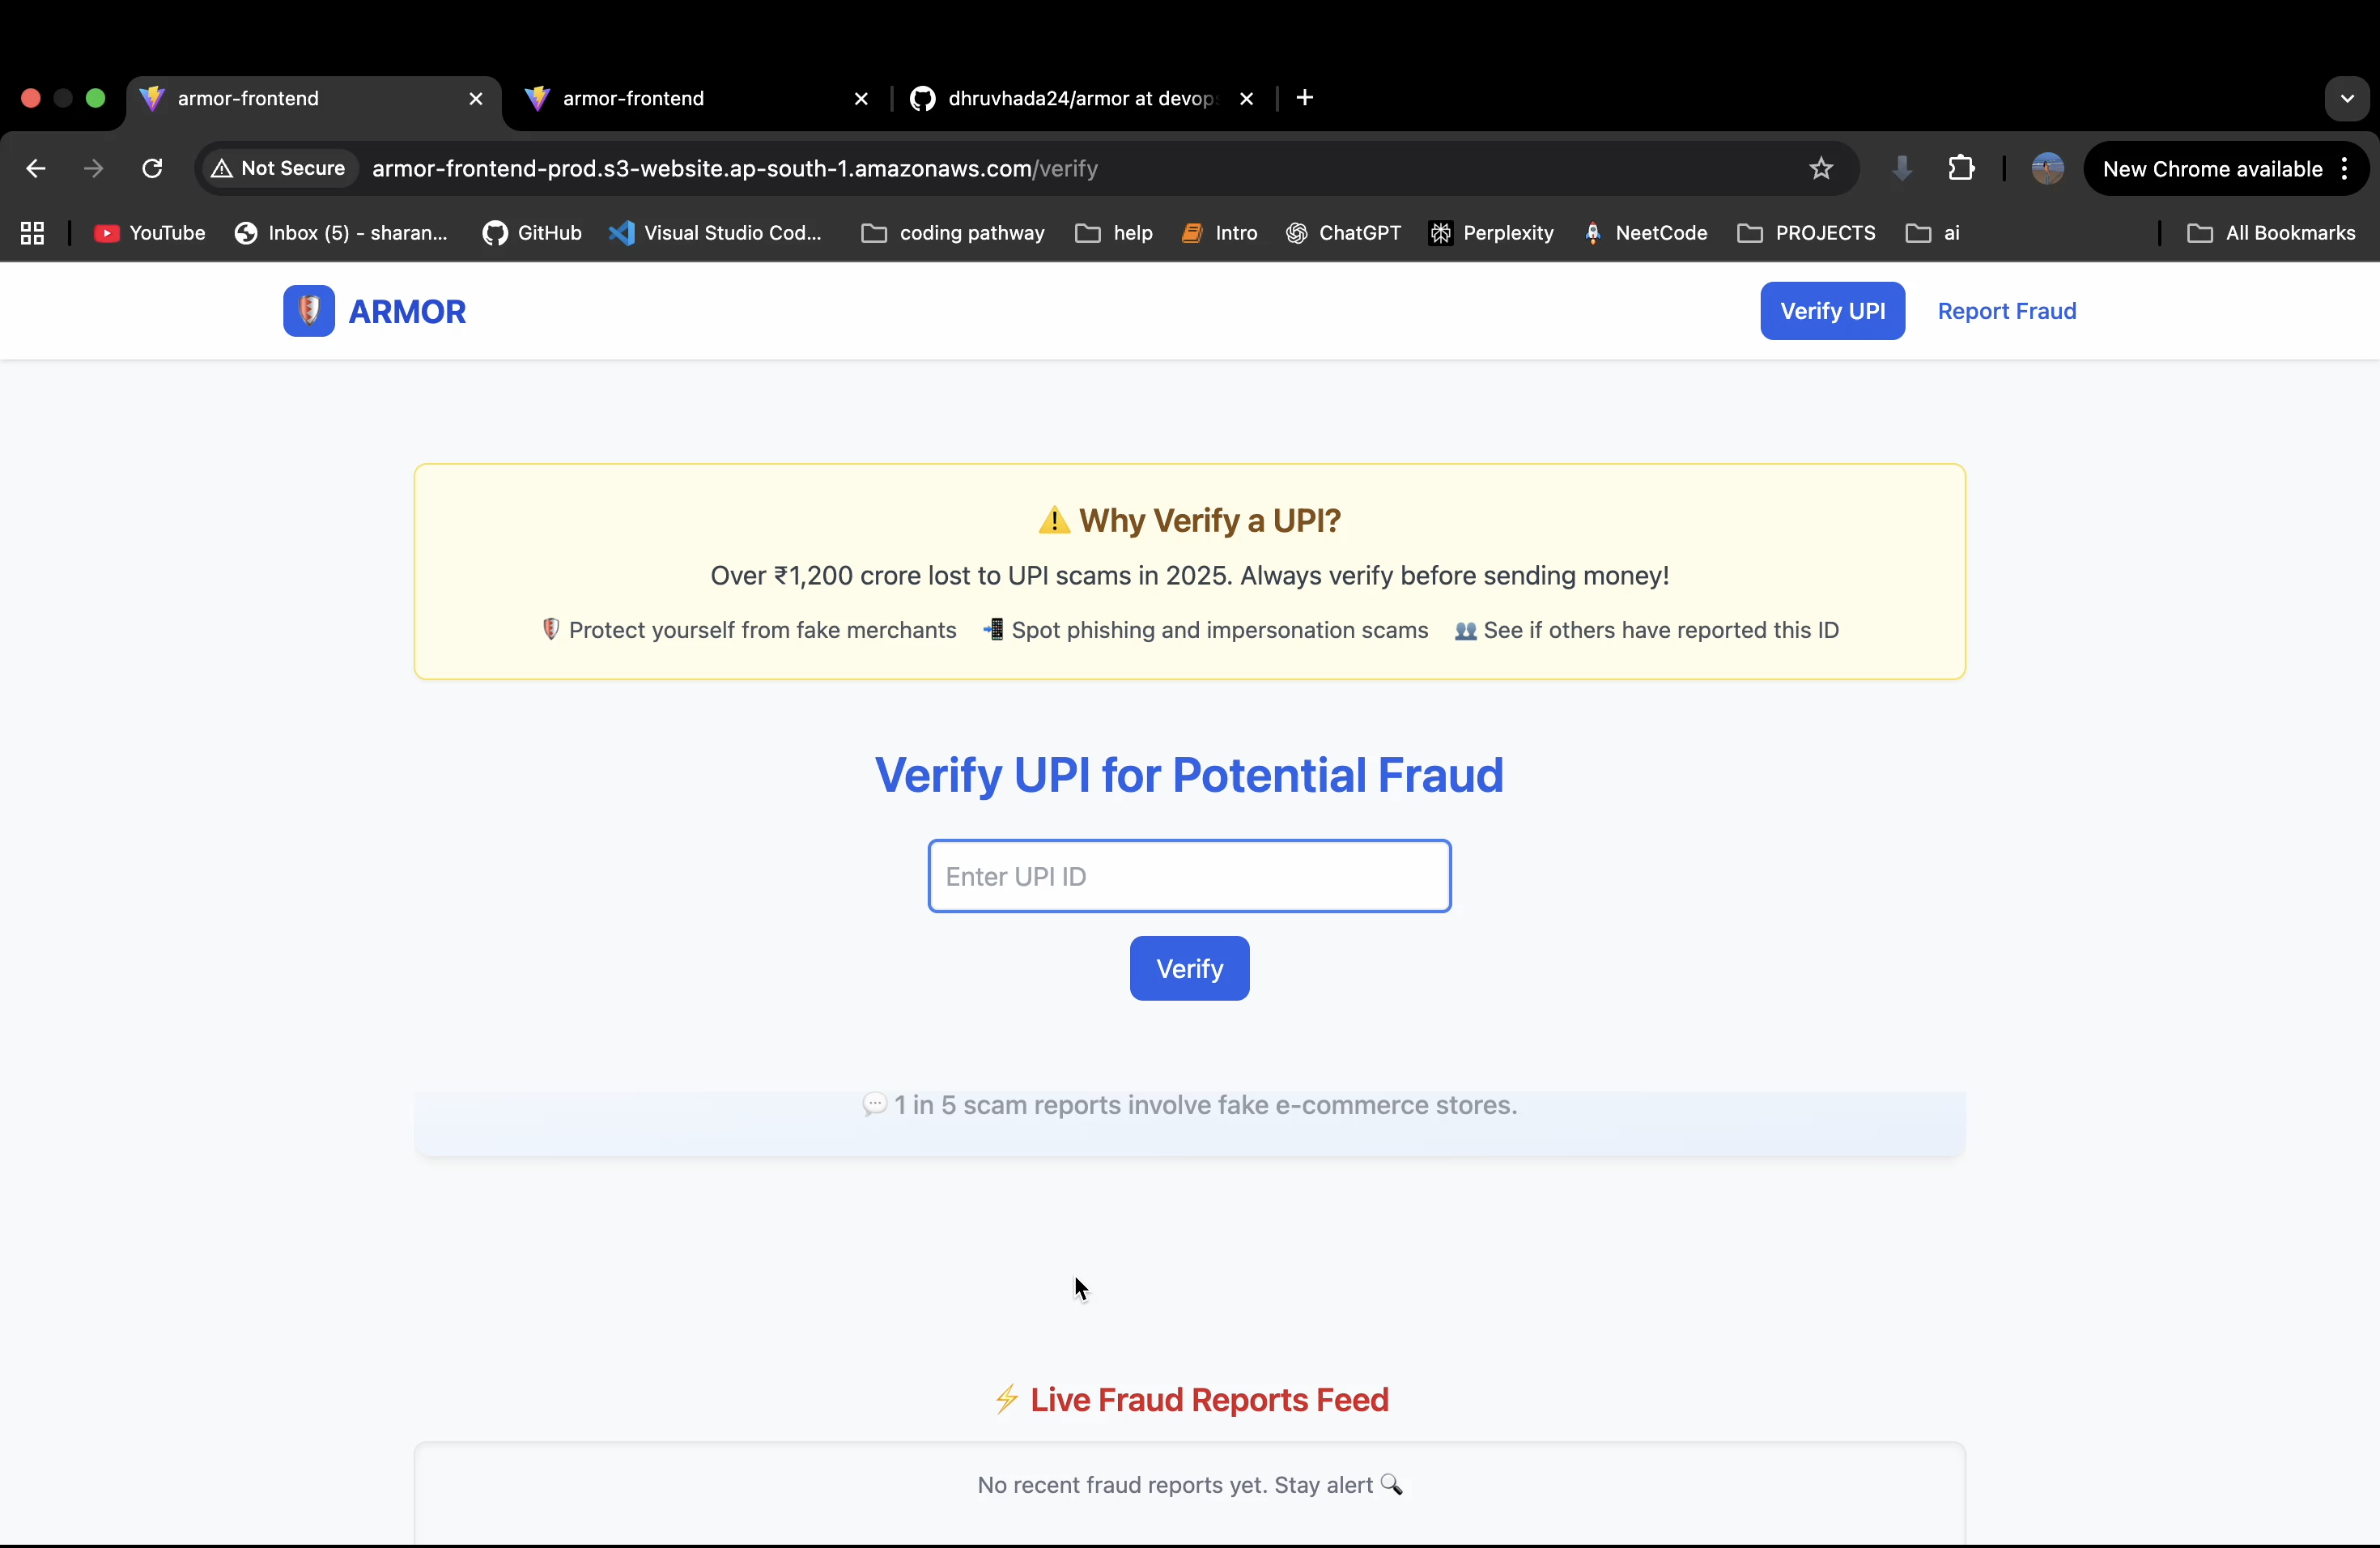 armor-frontend
armor-frontend
dhruvhada24/armor at devops
Not Secure
armor-frontend-prod.s3-website.ap-south-1.amazonaws.com/verify
New Chrome available
YouTube
Inbox (5) - sharan...
GitHub
Visual Studio Cod...
coding pathway
help
Intro
ChatGPT
Perplexity
NeetCode
PROJECTS
ai
All Bookmarks
ARMOR
Verify UPI
Report Fraud
⚠️ Why Verify a UPI?
Over ₹1,200 crore lost to UPI scams in 2025. Always verify before sending money!
🛡️ Protect yourself from fake merchants 📲 Spot phishing and impersonation scams 👥 See if others have reported this ID
Verify UPI for Potential Fraud
Enter UPI ID
Verify
💬 1 in 5 scam reports involve fake e-commerce stores.
⚡ Live Fraud Reports Feed
No recent fraud reports yet. Stay alert 🔍